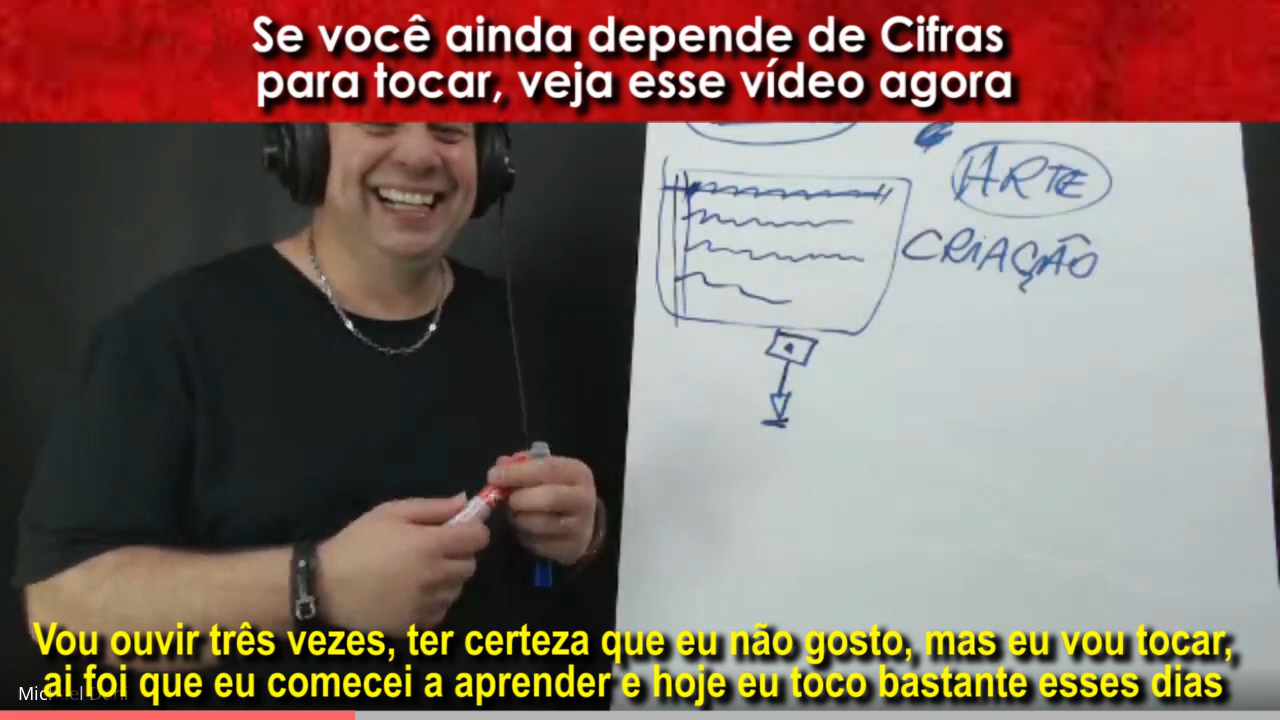 Se você ainda depende de Cifras
para tocar, veja esse vídeo agora
ARTE
CRIAÇÃO
Vou ouvir três vezes, ter certeza que eu não gosto, mas eu vou tocar,
ai foi que eu comecei a aprender e hoje eu toco bastante esses dias